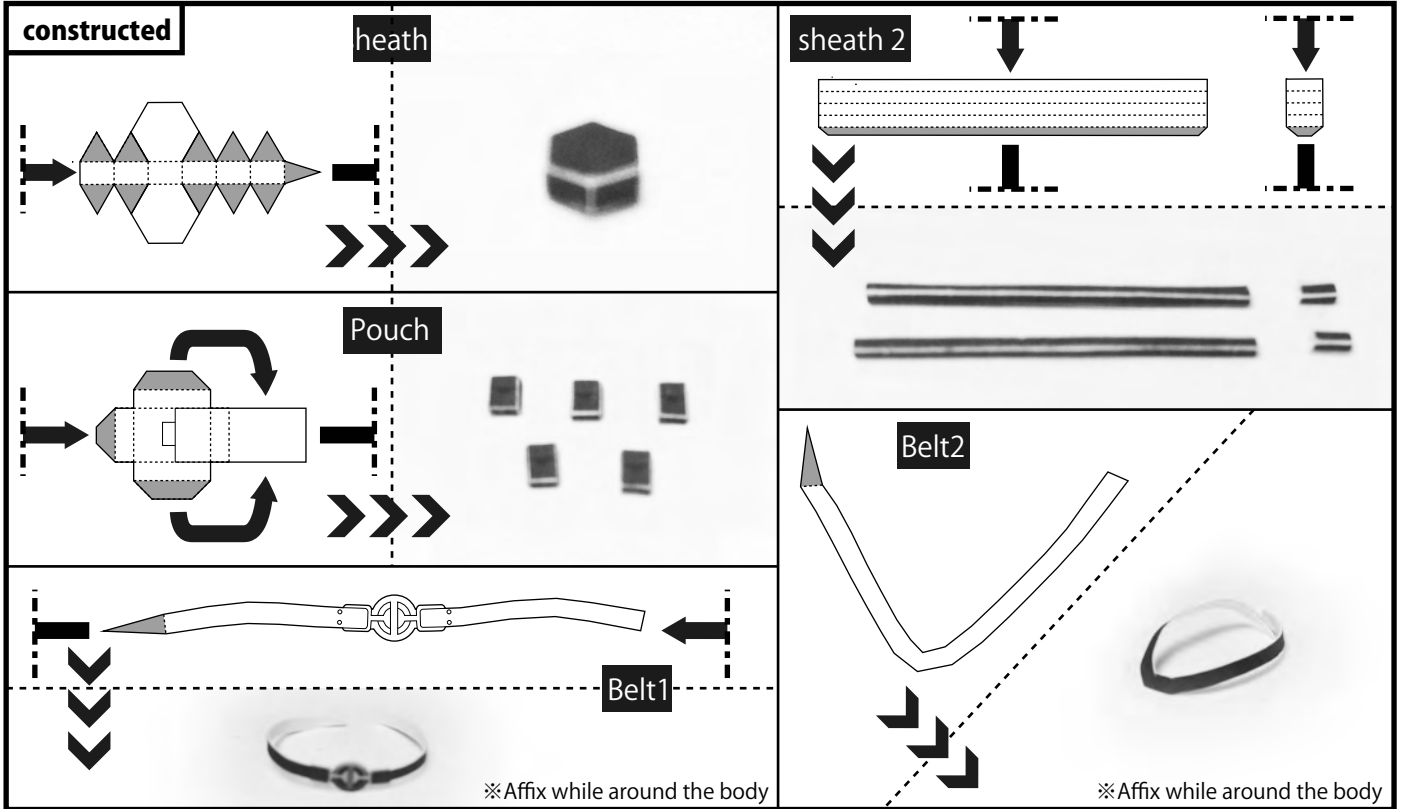 constructed
heath
sheath 2
Pouch
Belt2
Belt1
※Affix while around the body
※Affix while around the body